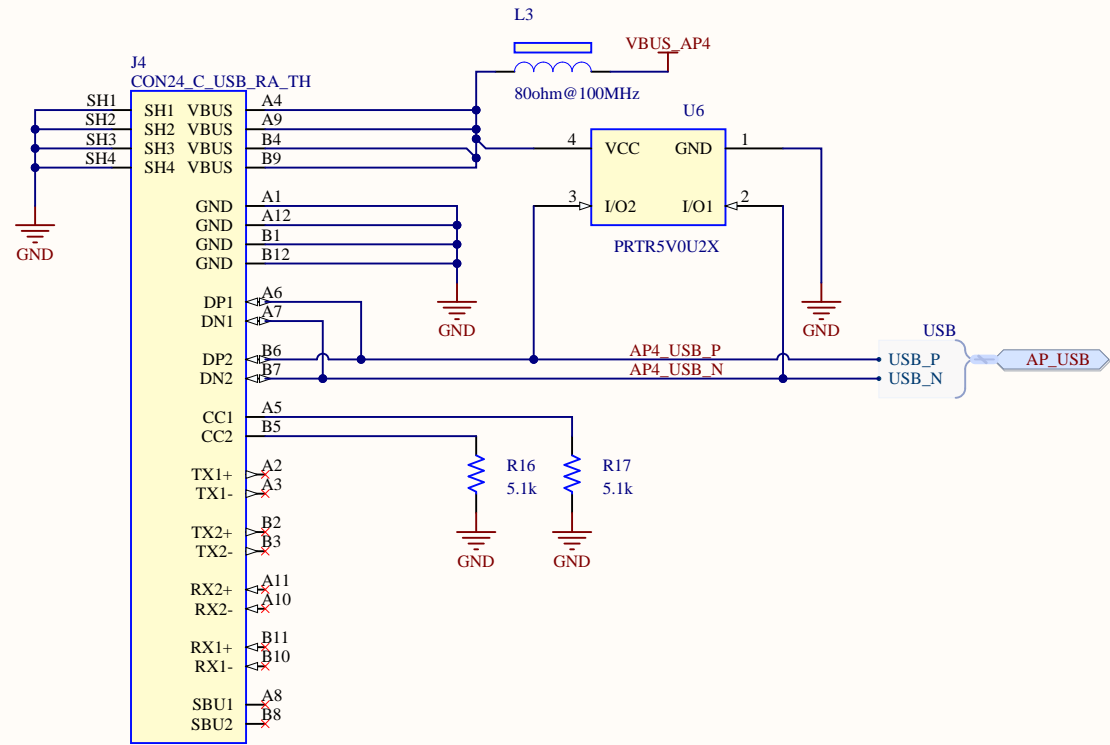 L3
VBUS_AP4
80ohm@100MHz
J4
CON24_C_USB_RA_TH
SH1 SH1 VBUS A4
SH2 SH2 VBUS A9
SH3 SH3 VBUS B4
SH4 SH4 VBUS B9
GND
U6
4 VCC GND 1
3 I/O2 I/O1 2
PRTR5V0U2X
GND A1
GND A12
GND B1
GND B12
GND
GND
DP1 A6
DN1 A7
DP2 B6
DN2 B7
AP4_USB_P
AP4_USB_N
USB
USB_P
USB_N
AP_USB
CC1 A5
CC2 B5
R16
5.1k
GND
R17
5.1k
GND
TX1+ A2
TX1- A3
TX2+ B2
TX2- B3
RX2+ A11
RX2- A10
RX1+ B11
RX1- B10
SBU1 A8
SBU2 B8